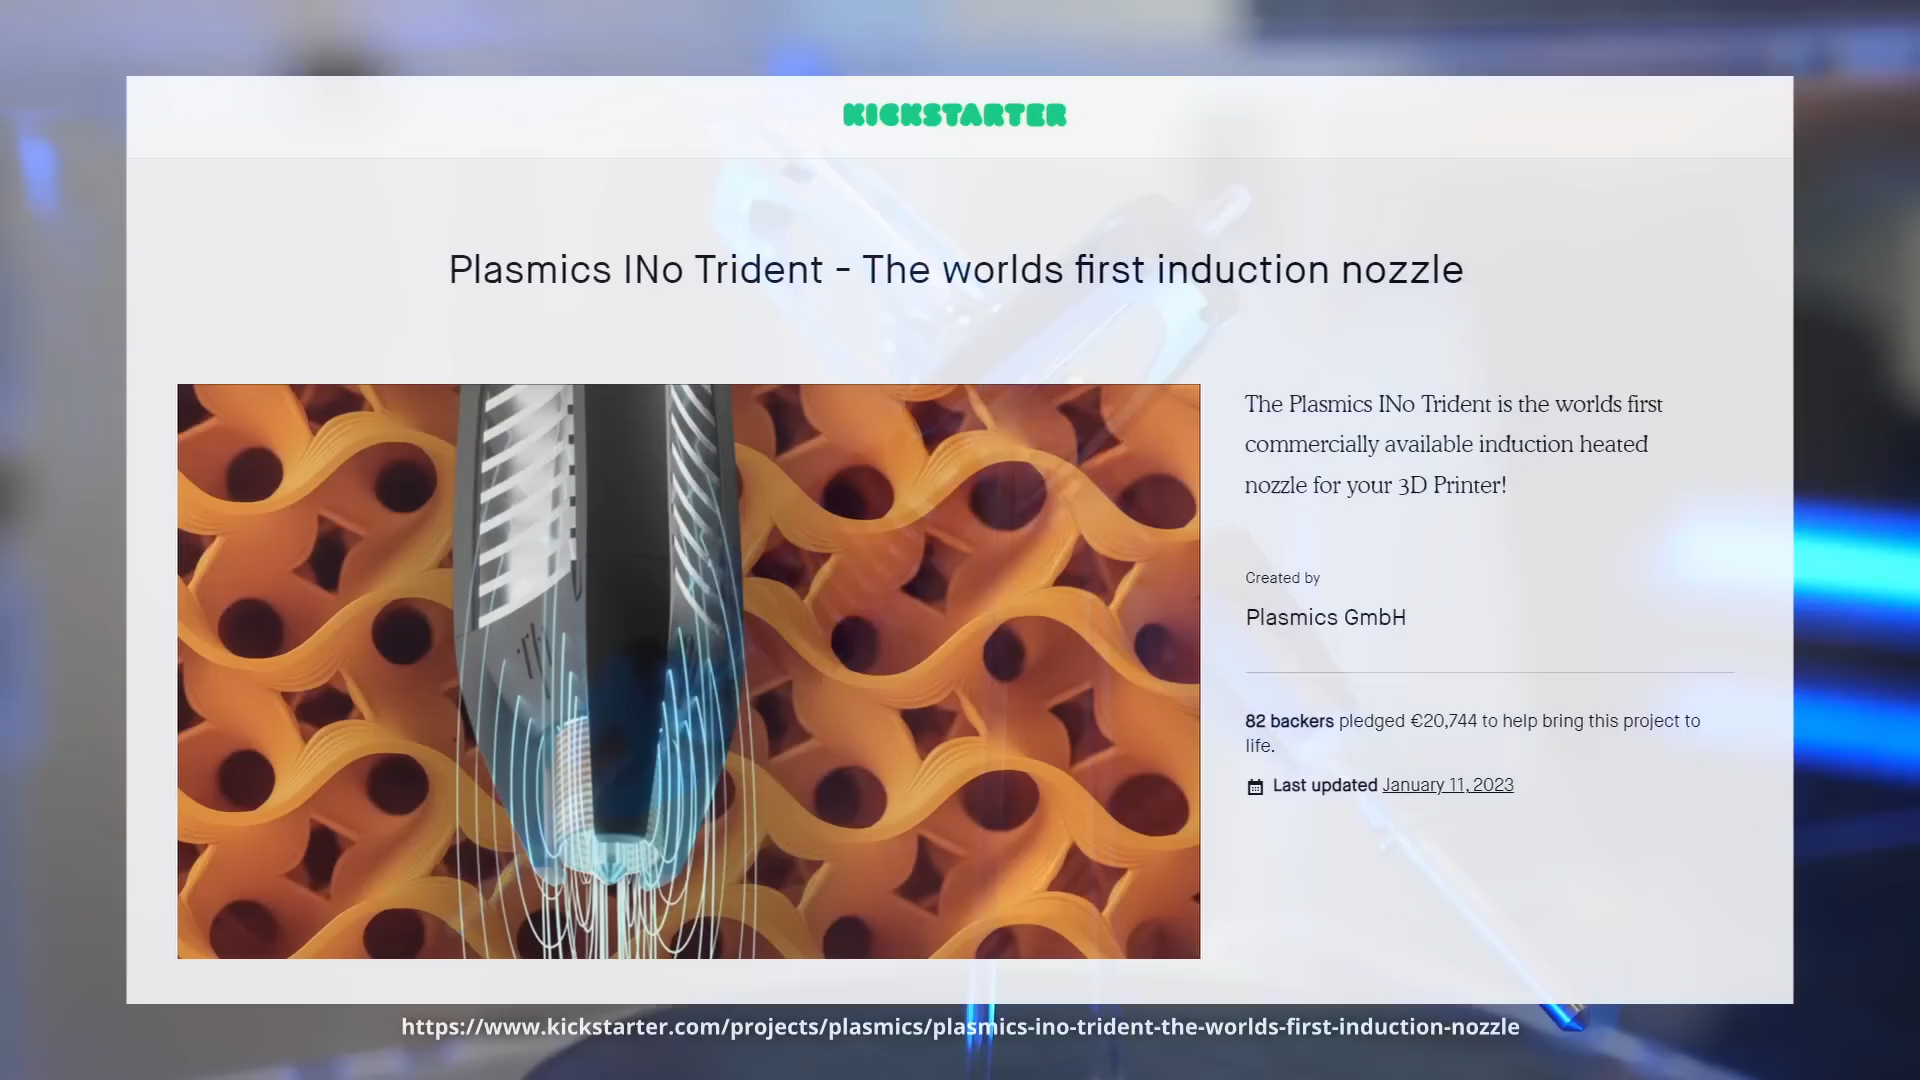 KICKSTARTER
Plasmics INo Trident - The worlds first induction nozzle
The Plasmics INo Trident is the worlds first
commercially available induction heated
nozzle for your 3D Printer!
Created by
Plasmics GmbH
82 backers pledged €20,744 to help bring this project to
life.
Last updated January 11, 2023
https://www.kickstarter.com/projects/plasmics/plasmics-ino-trident-the-worlds-first-induction-nozzle